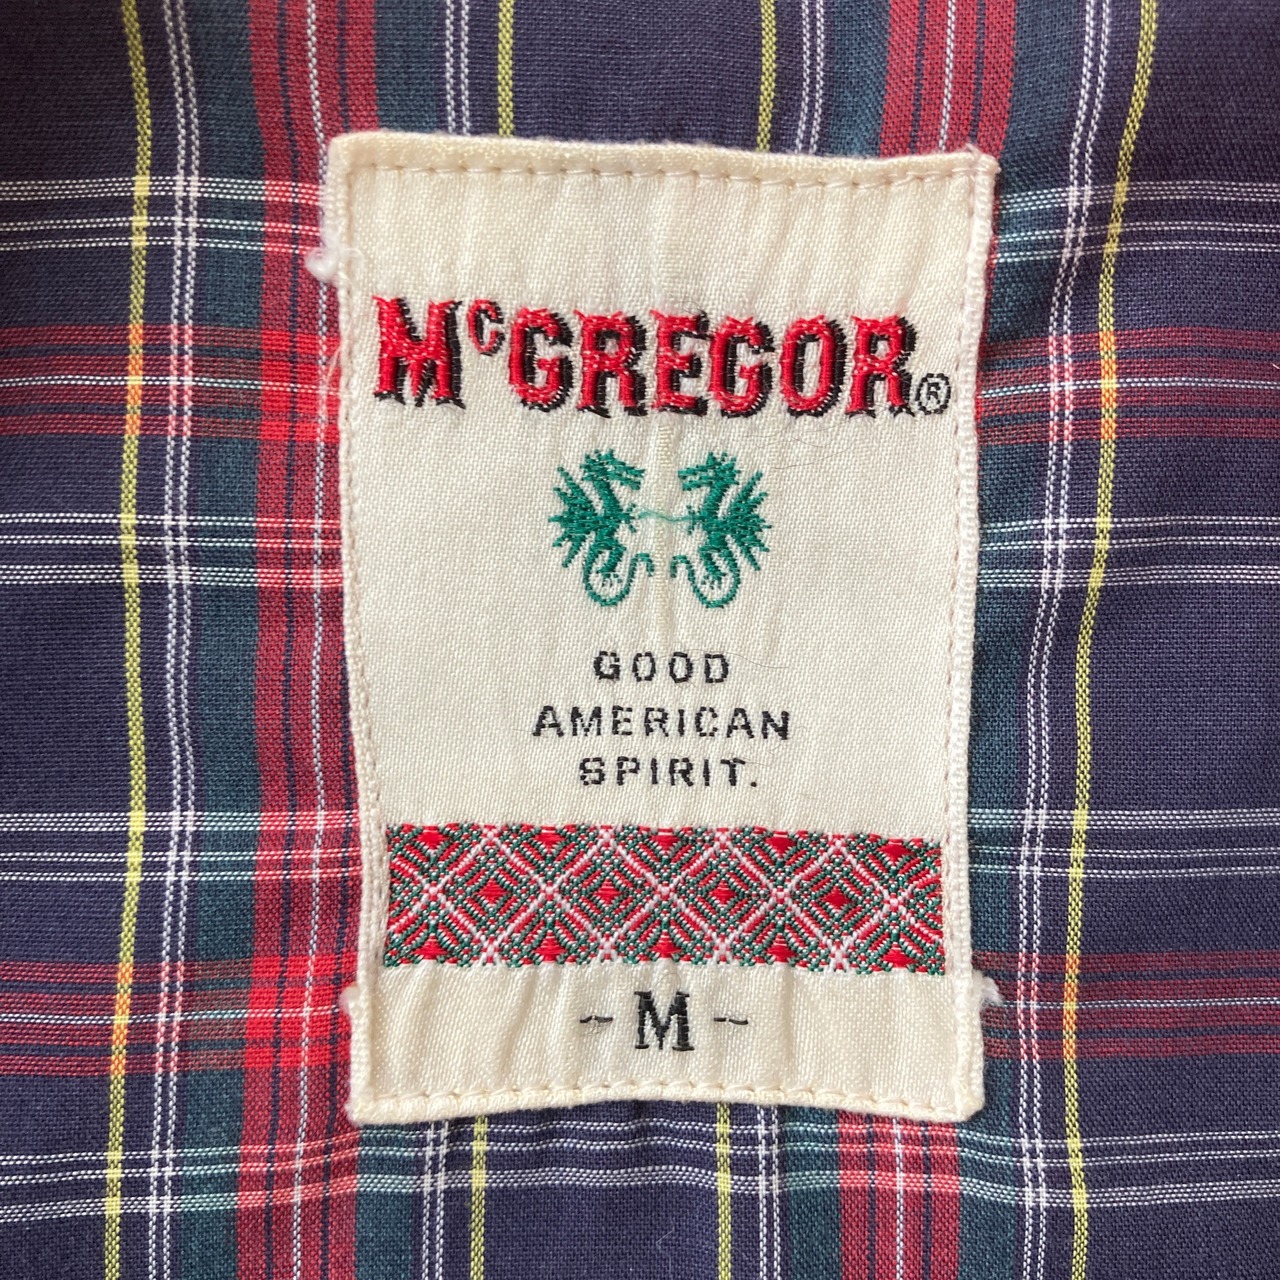 McGREGOR®
GOOD
AMERICAN
SPIRIT.
~ M ~